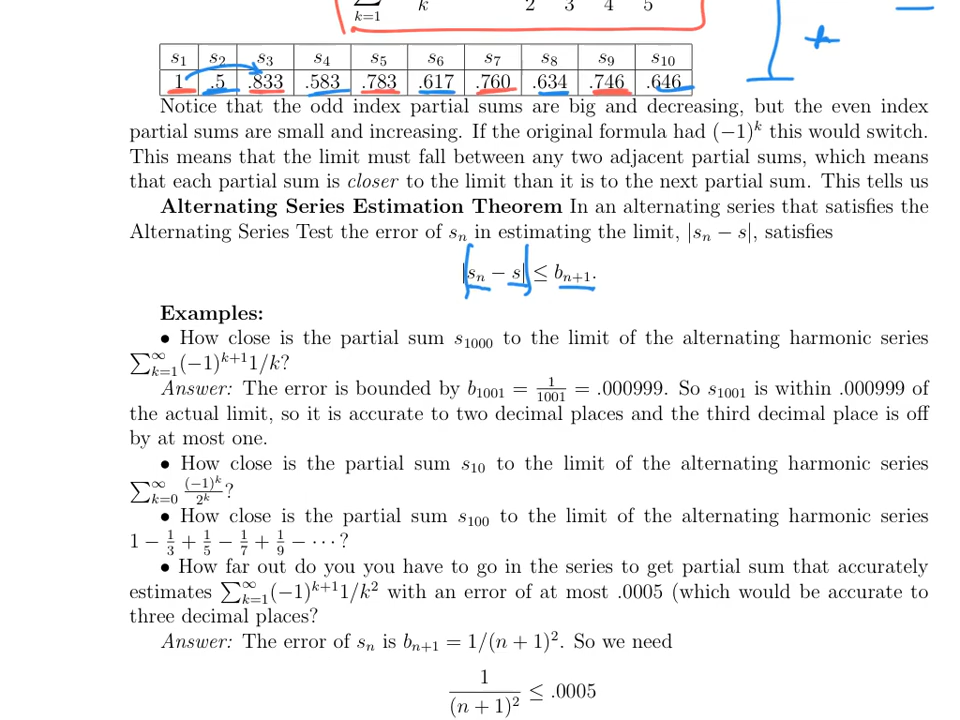 k=1 k 2 3 4 5
s1 s2 s3 s4 s5 s6 s7 s8 s9 s10
1 .5 .833 .583 .783 .617 .760 .634 .746 .646
Notice that the odd index partial sums are big and decreasing, but the even index
partial sums are small and increasing. If the original formula had (−1)^k this would switch.
This means that the limit must fall between any two adjacent partial sums, which means
that each partial sum is closer to the limit than it is to the next partial sum. This tells us
Alternating Series Estimation Theorem In an alternating series that satisfies the
Alternating Series Test the error of s_n in estimating the limit, |s_n − s|, satisfies
|s_n − s| ≤ b_{n+1}.
Examples:
• How close is the partial sum s_{1000} to the limit of the alternating harmonic series
∑_{k=1}^∞ (−1)^{k+1}1/k?
Answer: The error is bounded by b_{1001} = 1/1001 = .000999. So s_{1001} is within .000999 of
the actual limit, so it is accurate to two decimal places and the third decimal place is off
by at most one.
• How close is the partial sum s_{10} to the limit of the alternating harmonic series
∑_{k=0}^∞ (−1)^k/2^k?
• How close is the partial sum s_{100} to the limit of the alternating harmonic series
1 − 1/3 + 1/5 − 1/7 + 1/9 − ···?
• How far out do you you have to go in the series to get partial sum that accurately
estimates ∑_{k=1}^∞ (−1)^{k+1}1/k^2 with an error of at most .0005 (which would be accurate to
three decimal places?
Answer: The error of s_n is b_{n+1} = 1/(n + 1)^2. So we need
1/(n + 1)^2 ≤ .0005